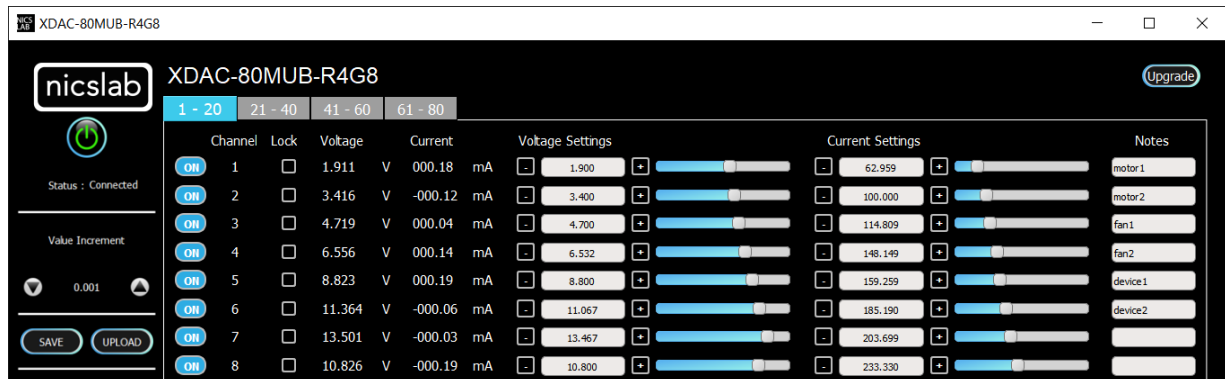 NICS LAB XDAC-80MUB-R4G8
nicslab XDAC-80MUB-R4G8 Upgrade
1 - 20 21 - 40 41 - 60 61 - 80
Channel Lock Voltage Current Voltage Settings Current Settings Notes
ON 1 1.911 V 000.18 mA - 1.900 + - 62.959 + motor1
Status : Connected
ON 2 3.416 V -000.12 mA - 3.400 + - 100.000 + motor2
ON 3 4.719 V 000.04 mA - 4.700 + - 114.809 + fan1
Value Increment
ON 4 6.556 V 000.14 mA - 6.532 + - 148.149 + fan2
0.001
ON 5 8.823 V 000.19 mA - 8.800 + - 159.259 + device1
ON 6 11.364 V -000.06 mA - 11.067 + - 185.190 + device2
SAVE UPLOAD
ON 7 13.501 V -000.03 mA - 13.467 + - 203.699 +
ON 8 10.826 V -000.19 mA - 10.800 + - 233.330 +